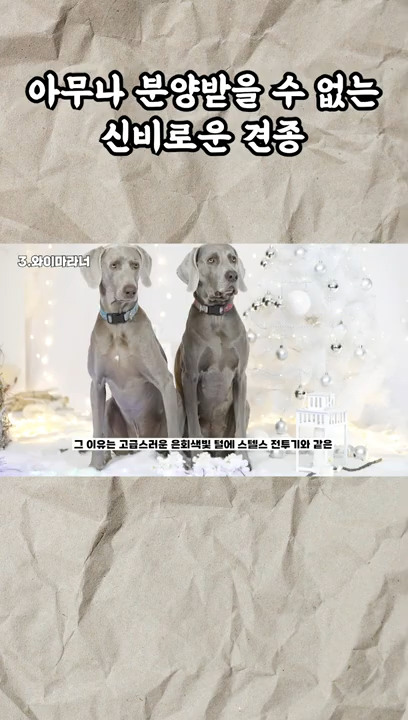 아무나 분양받을 수 없는
신비로운 견종
3.와이마라너
그 이유는 고급스러운 은회색빛 털에 스텔스 전투기와 같은